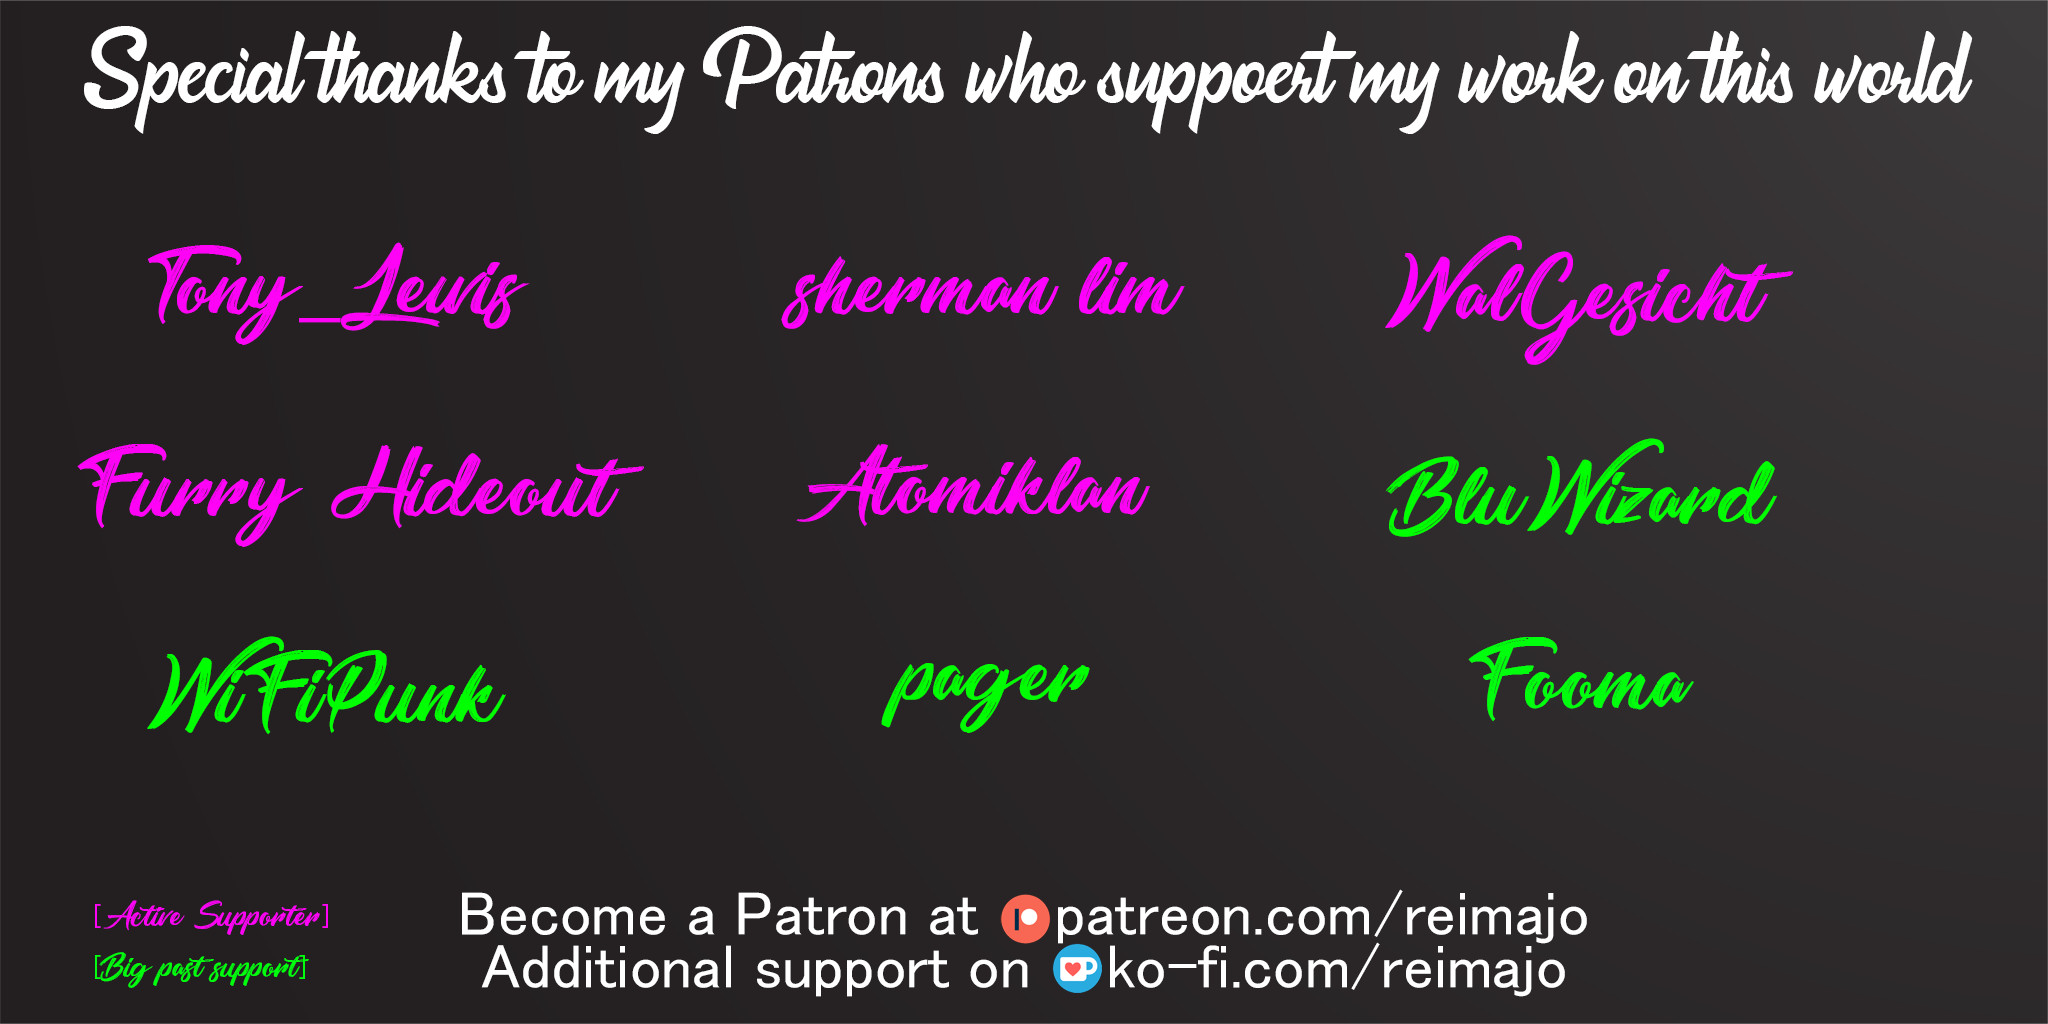 Special thanks to my Patrons who suppoert my work on this world
Tony_Lewis sherman lim WalGesicht
Furry Hideout Atomiklan BluWizard
WiFiPunk pager Fooma
[Active Supporter]
[Big past support]
Become a Patron at patreon.com/reimajo
Additional support on ko-fi.com/reimajo